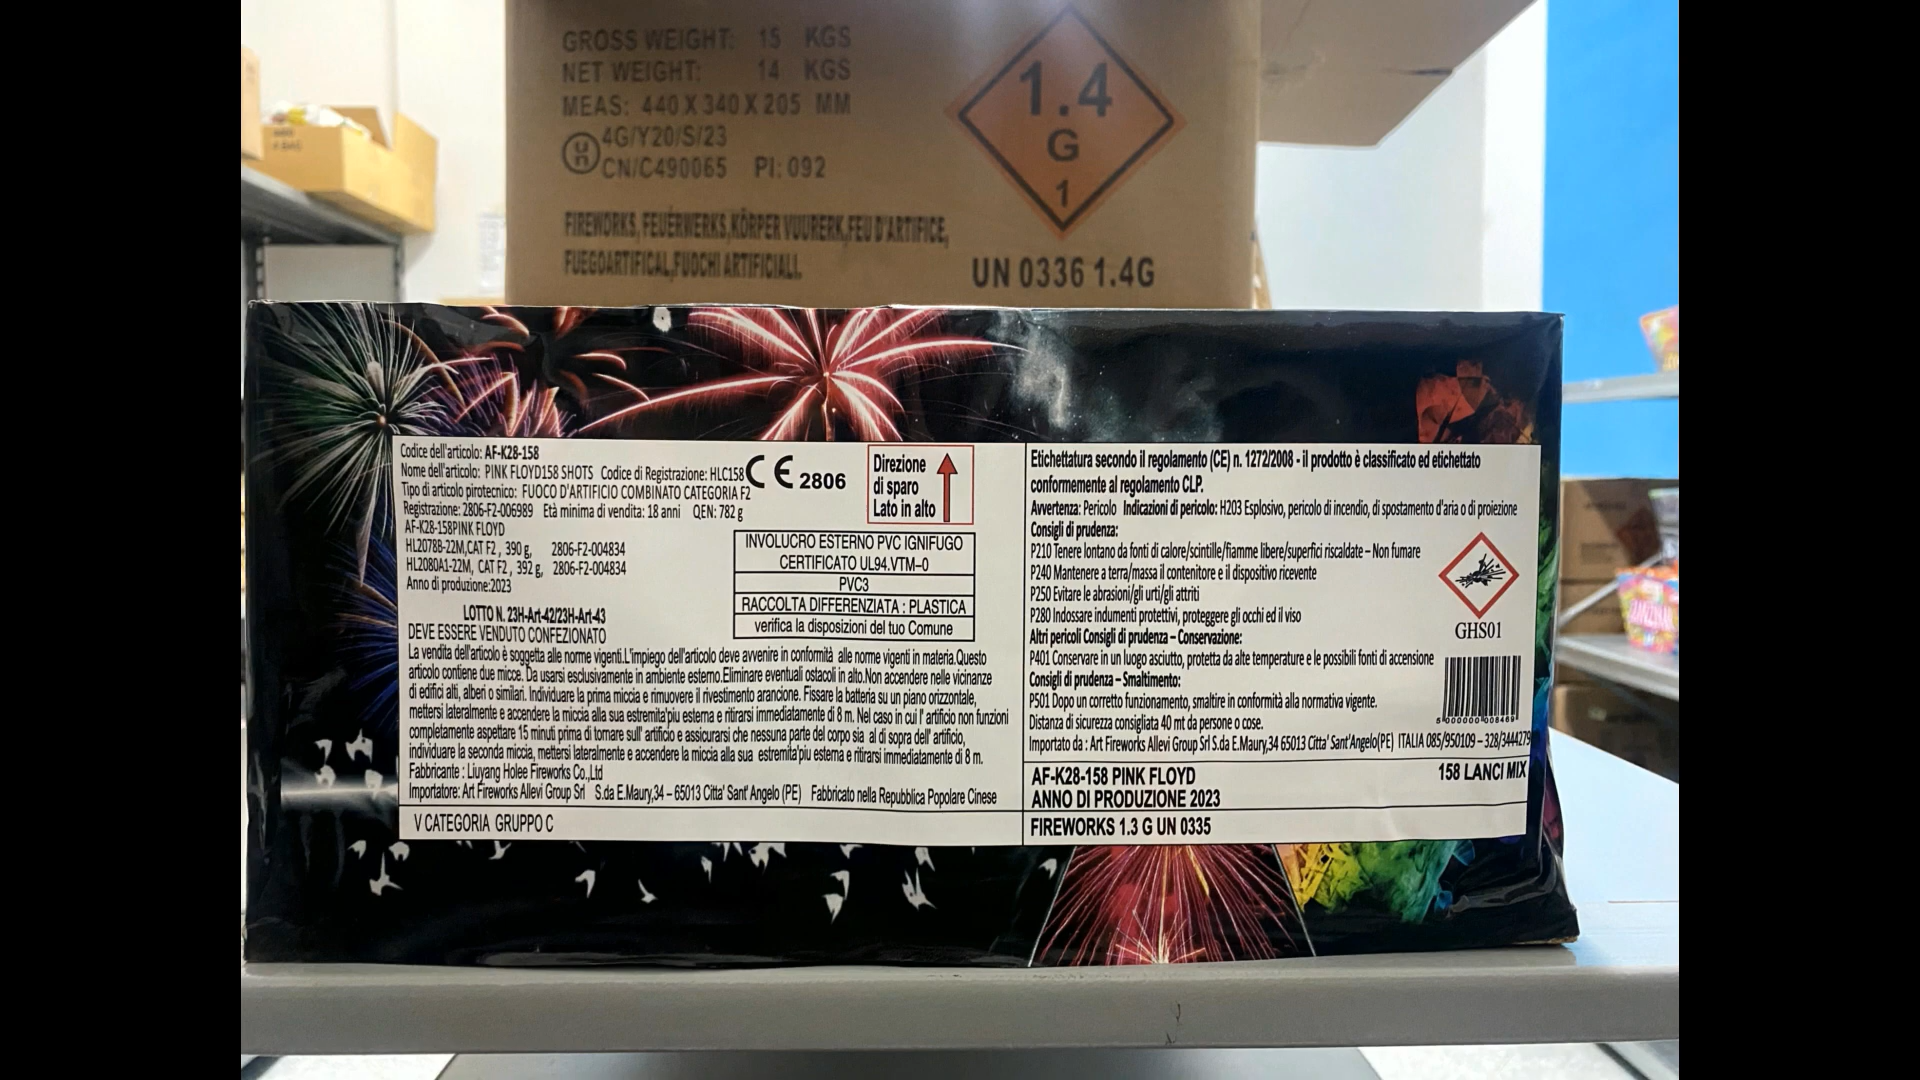 GROSS WEIGHT: 15 KGS
NET WEIGHT: 14 KGS
MEAS: 440 X 340 X 205 MM
un 4G/Y20/S/23
CN/C490065 PI: 092
FIREWORKS, FEUERWERKS, KÖRPER VUURERK, FEU D'ARTIFICE,
FUEGOARTIFICAL, FUOCHI ARTIFICIALI.
1.4
G
1
UN 0336 1.4G
Codice dell'articolo: AF-K28-158
Nome dell'articolo: PINK FLOYD158 SHOTS Codice di Registrazione: HLC158
Tipo di articolo pirotecnico: FUOCO D'ARTIFICIO COMBINATO CATEGORIA F2
Registrazione: 2806-F2-006989 Età minima di vendita: 18 anni QEN: 782 g
AF-K28-158PINK FLOYD
HL2078B-22M,CAT F2 , 390 g, 2806-F2-004834
HL2080A1-22M, CAT F2 , 392 g, 2806-F2-004834
Anno di produzione:2023
CE 2806
Direzione
di sparo
Lato in alto
INVOLUCRO ESTERNO PVC IGNIFUGO
CERTIFICATO UL94.VTM-0
PVC3
RACCOLTA DIFFERENZIATA : PLASTICA
verifica la disposizioni del tuo Comune
LOTTO N. 23H-Art-42/23H-Art-43
DEVE ESSERE VENDUTO CONFEZIONATO
La vendita dell'articolo è soggetta alle norme vigenti.L'impiego dell'articolo deve avvenire in conformità alle norme vigenti in materia.Questo
articolo contiene due micce. Da usarsi esclusivamente in ambiente esterno.Eliminare eventuali ostacoli in alto.Non accendere nelle vicinanze
di edifici alti, alberi o similari. Individuare la prima miccia e rimuovere il rivestimento arancione. Fissare la batteria su un piano orizzontale,
mettersi lateralmente e accendere la miccia alla sua estremita'piu esterna e ritirarsi immediatamente di 8 m. Nel caso in cui l' artificio non funzioni
completamente aspettare 15 minuti prima di tornare sull' artificio e assicurarsi che nessuna parte del corpo sia al di sopra dell' artificio,
individuare la seconda miccia, mettersi lateralmente e accendere la miccia alla sua estremita'piu esterna e ritirarsi immediatamente di 8 m.
Fabbricante : Liuyang Holee Fireworks Co.,Ltd
Importatore: Art Fireworks Allevi Group Srl S.da E.Maury,34 – 65013 Citta' Sant' Angelo (PE) Fabbricato nella Repubblica Popolare Cinese
V CATEGORIA GRUPPO C
Etichettatura secondo il regolamento (CE) n. 1272/2008 - il prodotto è classificato ed etichettato
conformemente al regolamento CLP.
Avvertenza: Pericolo Indicazioni di pericolo: H203 Esplosivo, pericolo di incendio, di spostamento d'aria o di proiezione
Consigli di prudenza:
P210 Tenere lontano da fonti di calore/scintille/fiamme libere/superfici riscaldate – Non fumare
P240 Mantenere a terra/massa il contenitore e il dispositivo ricevente
P250 Evitare le abrasioni/gli urti/gli attriti
P280 Indossare indumenti protettivi, proteggere gli occhi ed il viso
Altri pericoli Consigli di prudenza – Conservazione:
P401 Conservare in un luogo asciutto, protetta da alte temperature e le possibili fonti di accensione
Consigli di prudenza – Smaltimento:
P501 Dopo un corretto funzionamento, smaltire in conformità alla normativa vigente.
Distanza di sicurezza consigliata 40 mt da persone o cose.
Importato da : Art Fireworks Allevi Group Srl S.da E.Maury,34 65013 Citta' Sant'Angelo(PE) ITALIA 085/950109 – 328/3444279
GHS01
5 000000 008469
AF-K28-158 PINK FLOYD
158 LANCI MIX
ANNO DI PRODUZIONE 2023
FIREWORKS 1.3 G UN 0335